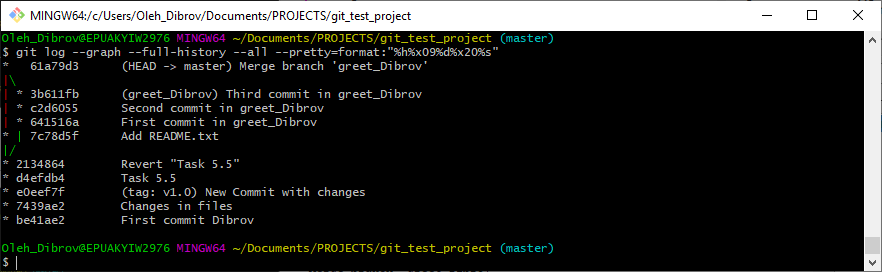 MINGW64:/c/Users/Oleh_Dibrov/Documents/PROJECTS/git_test_project
Oleh_Dibrov@EPUAKYIW2976 MINGW64 ~/Documents/PROJECTS/git_test_project (master)
$ git log --graph --full-history --all --pretty=format:"%h%x09%d%x20%s"
*   61a79d3      (HEAD -> master) Merge branch 'greet_Dibrov'
|\
| * 3b611fb      (greet_Dibrov) Third commit in greet_Dibrov
| * c2d6055      Second commit in greet_Dibrov
| * 641516a      First commit in greet_Dibrov
* | 7c78d5f      Add README.txt
|/
* 2134864        Revert "Task 5.5"
* d4efdb4        Task 5.5
* e0eef7f        (tag: v1.0) New Commit with changes
* 7439ae2        Changes in files
* be41ae2        First commit Dibrov
Oleh_Dibrov@EPUAKYIW2976 MINGW64 ~/Documents/PROJECTS/git_test_project (master)
$